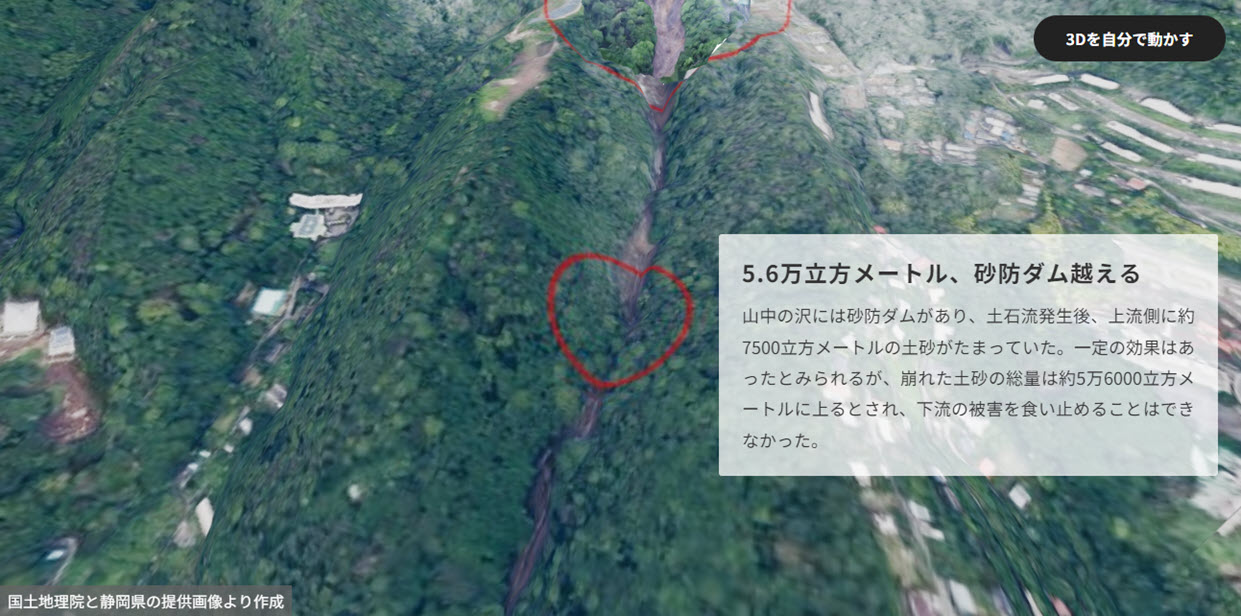 3Dを自分で動かす
5.6万立方メートル、砂防ダム越える
山中の沢には砂防ダムがあり、土石流発生後、上流側に約
7500立方メートルの土砂がたまっていた。一定の効果はあ
ったとみられるが、崩れた土砂の総量は約5万6000立方メ
ートルに上るとされ、下流の被害を食い止めることはでき
なかった。
国土地理院と静岡県の提供画像より作成